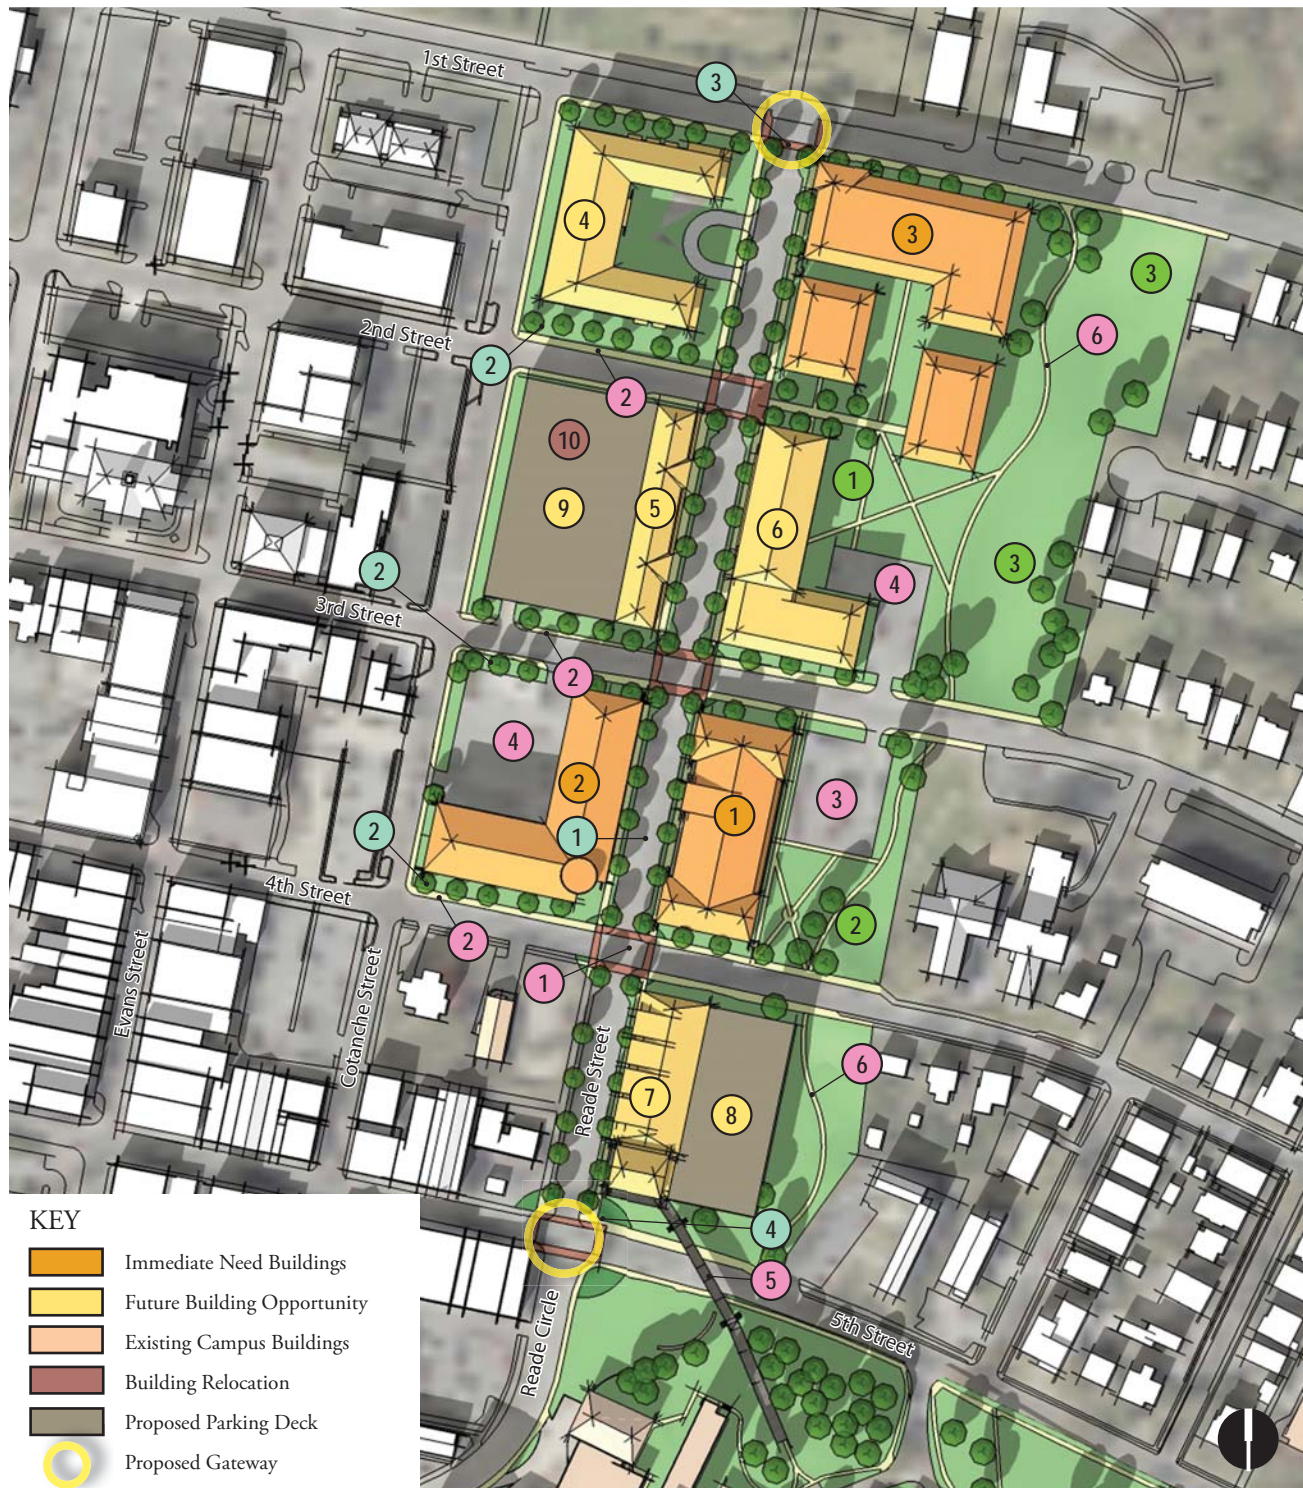 1st Street
3
4
3
3
2nd Street
6
2
2
10
1
9
5
6
2
3
4
3rd Street
2
4
2
1
3
1
2
4th Street
2
2
1
Evans Street
Cotanche Street
Reade Street
6
7
8
4
5
Reade Circle
5th Street
KEY
Immediate Need Buildings
Future Building Opportunity
Existing Campus Buildings
Building Relocation
Proposed Parking Deck
Proposed Gateway